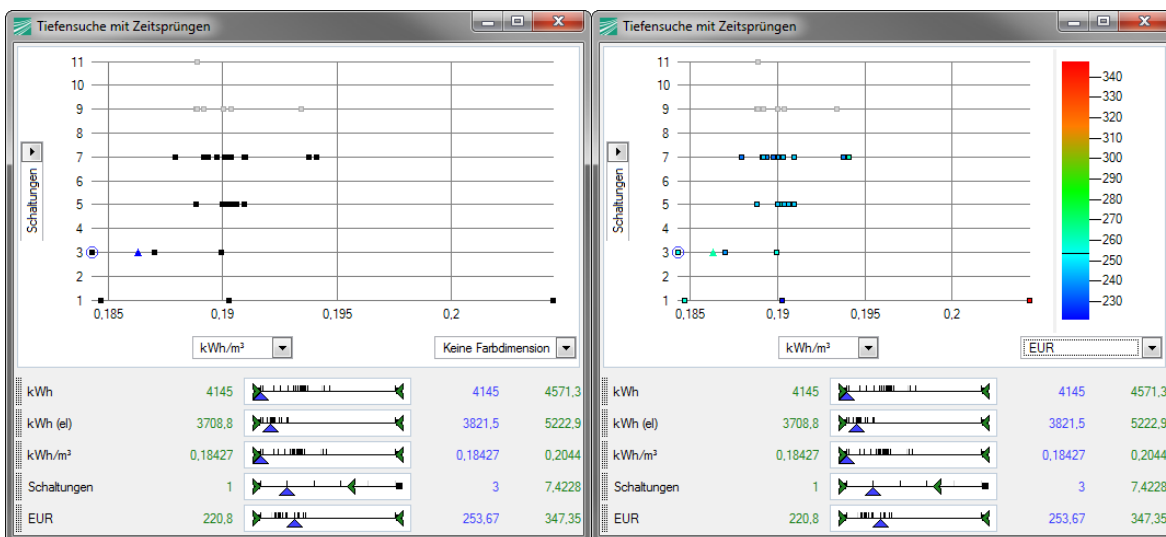 Tiefensuche mit Zeitsprüngen
11
10
9
8
7
6
5
4
3
2
1
Schaltungen
0,185 0,19 0,195 0,2
kWh/m³ Keine Farbdimension
kWh 4145 4145 4571,3
kWh (el) 3708,8 3821,5 5222,9
kWh/m³ 0,18427 0,18427 0,2044
Schaltungen 1 3 7,4228
EUR 220,8 253,67 347,35
Tiefensuche mit Zeitsprüngen
11
10
9
8
7
6
5
4
3
2
1
Schaltungen
0,185 0,19 0,195 0,2
340
330
320
310
300
290
280
270
260
250
240
230
kWh/m³ EUR
kWh 4145 4145 4571,3
kWh (el) 3708,8 3821,5 5222,9
kWh/m³ 0,18427 0,18427 0,2044
Schaltungen 1 3 7,4228
EUR 220,8 253,67 347,35